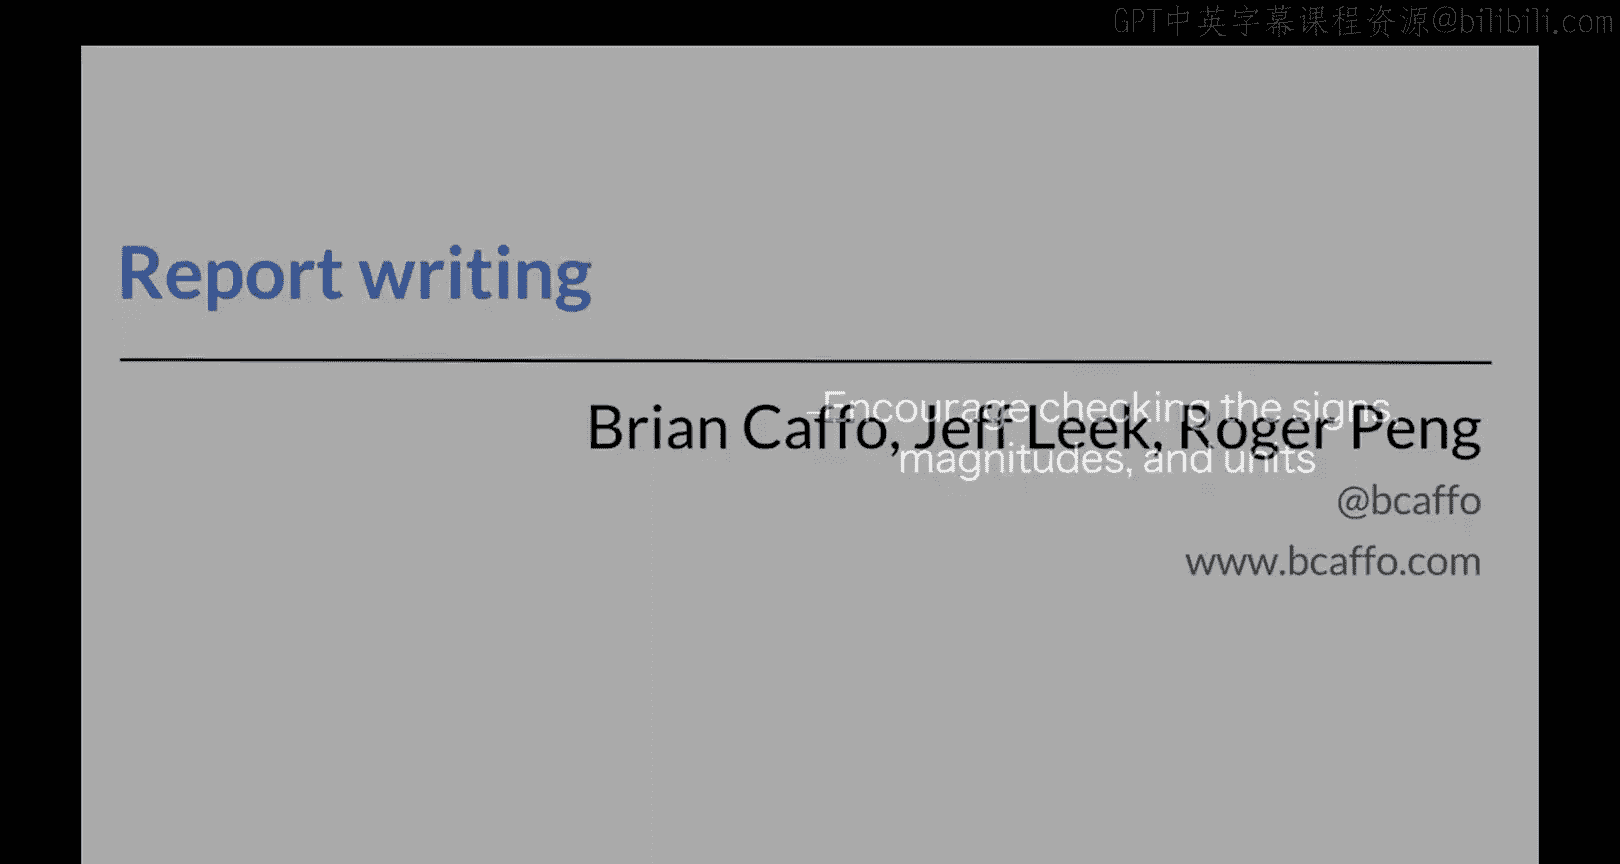 GPT中英字幕课程资源@bilibili.com
Report writing
Brian Caffo, Jeff Leek, Roger Peng
-Encourage checking the signs,
magnitudes, and units
@bcaffo
www.bcaffo.com